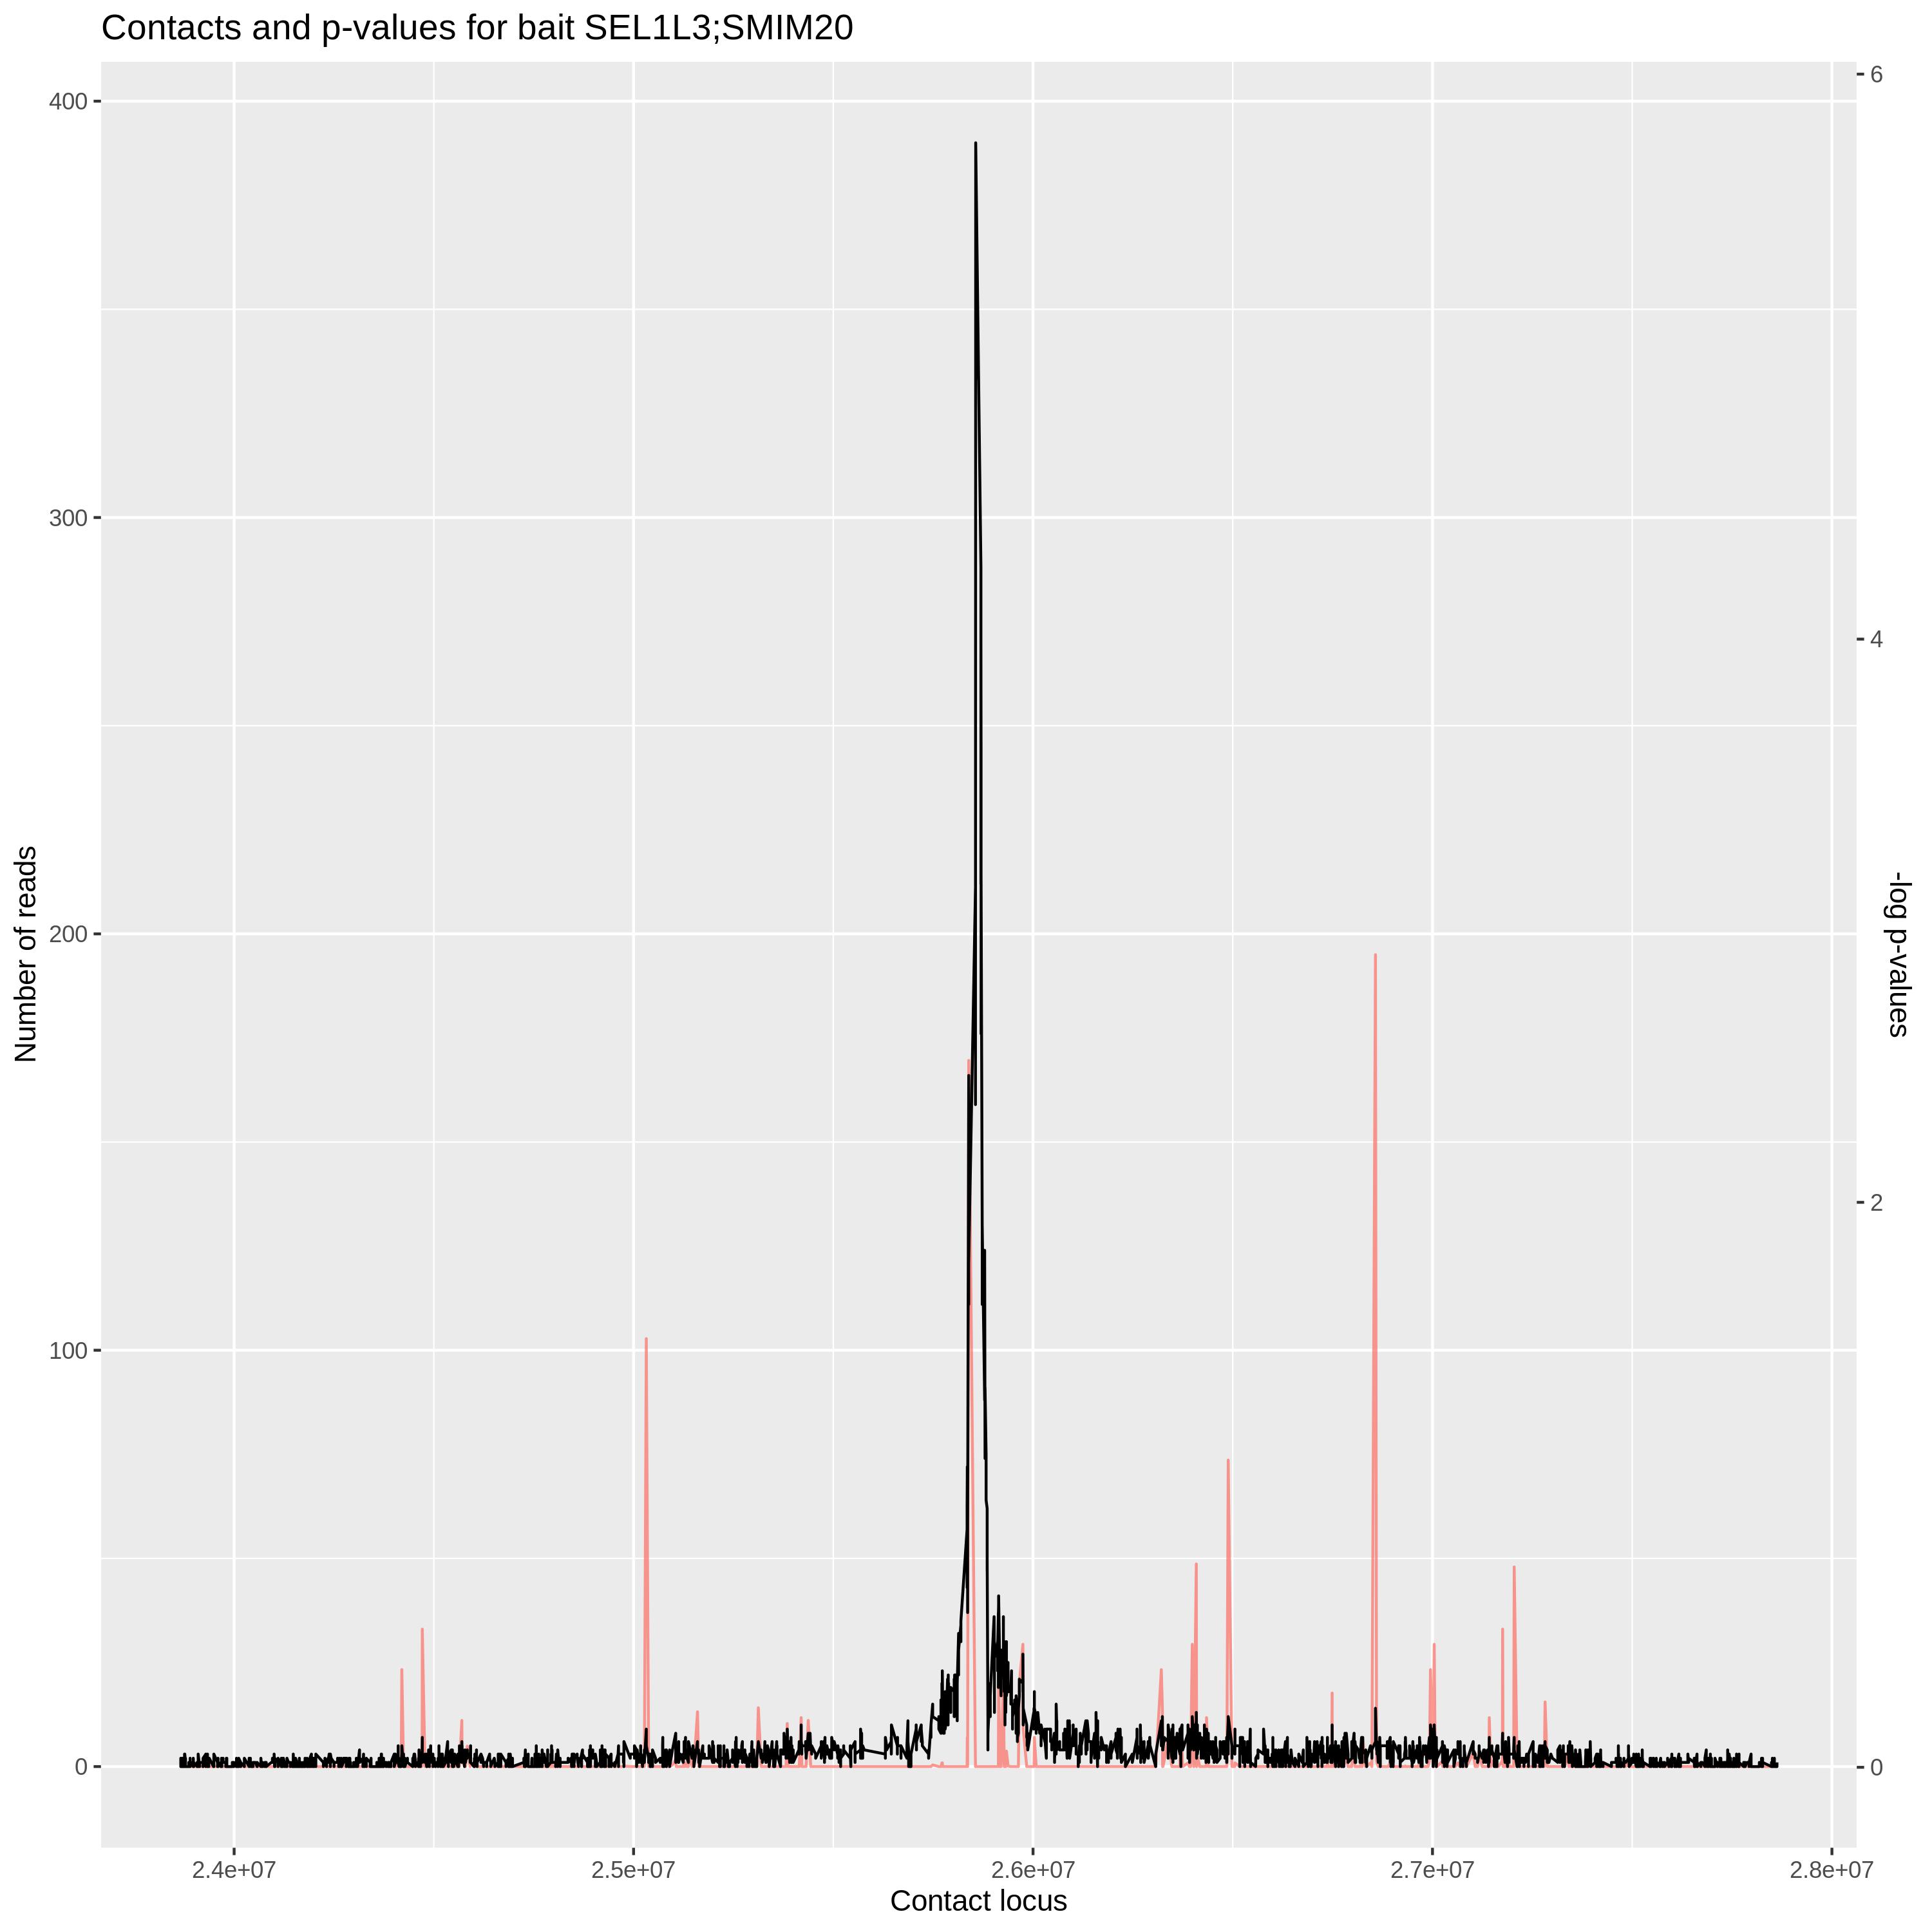 Contacts and p-values for bait SEL1L3;SMIM20
400
300
200
100
0
Number of reads
6
4
2
0
-log p-values
2.4e+07
2.5e+07
2.6e+07
2.7e+07
2.8e+07
Contact locus